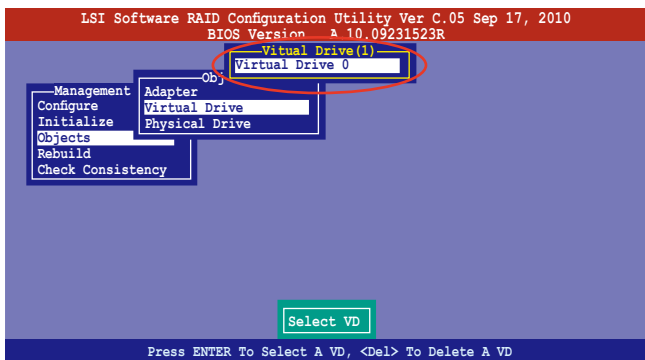 LSI Software RAID Configuration Utility Ver C.05 Sep 17, 2010
BIOS Version A 10.09231523R
Vitual Drive(1)
Virtual Drive 0
Obj
Adapter
Virtual Drive
Physical Drive
Management
Configure
Initialize
Objects
Rebuild
Check Consistency
Select VD
Press ENTER To Select A VD, <Del> To Delete A VD